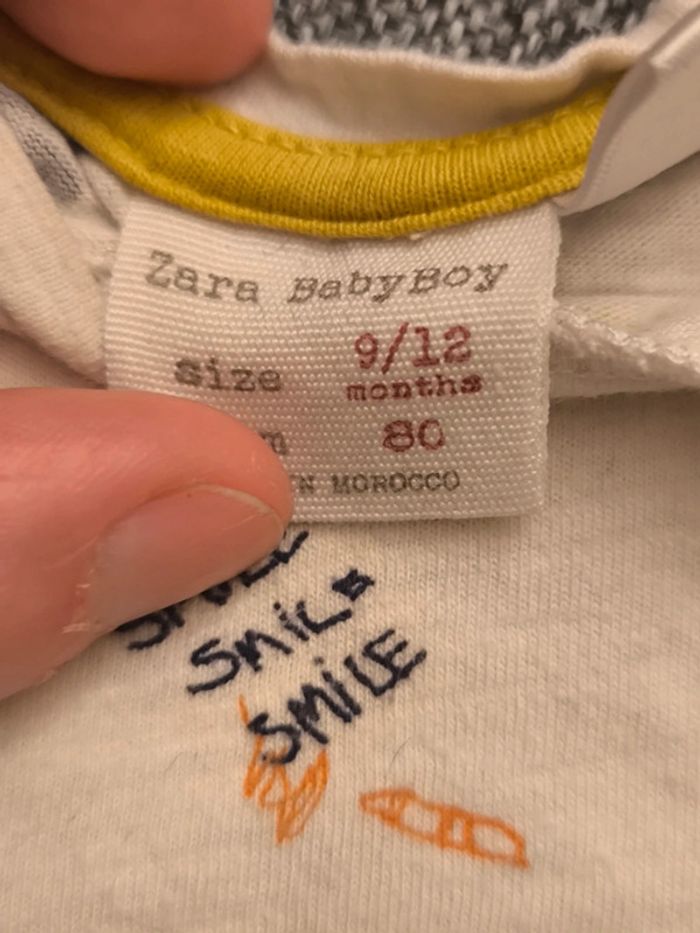 Zara BabyBoy
size 9/12
months
80
MOROCCO
SMILE
SMILE